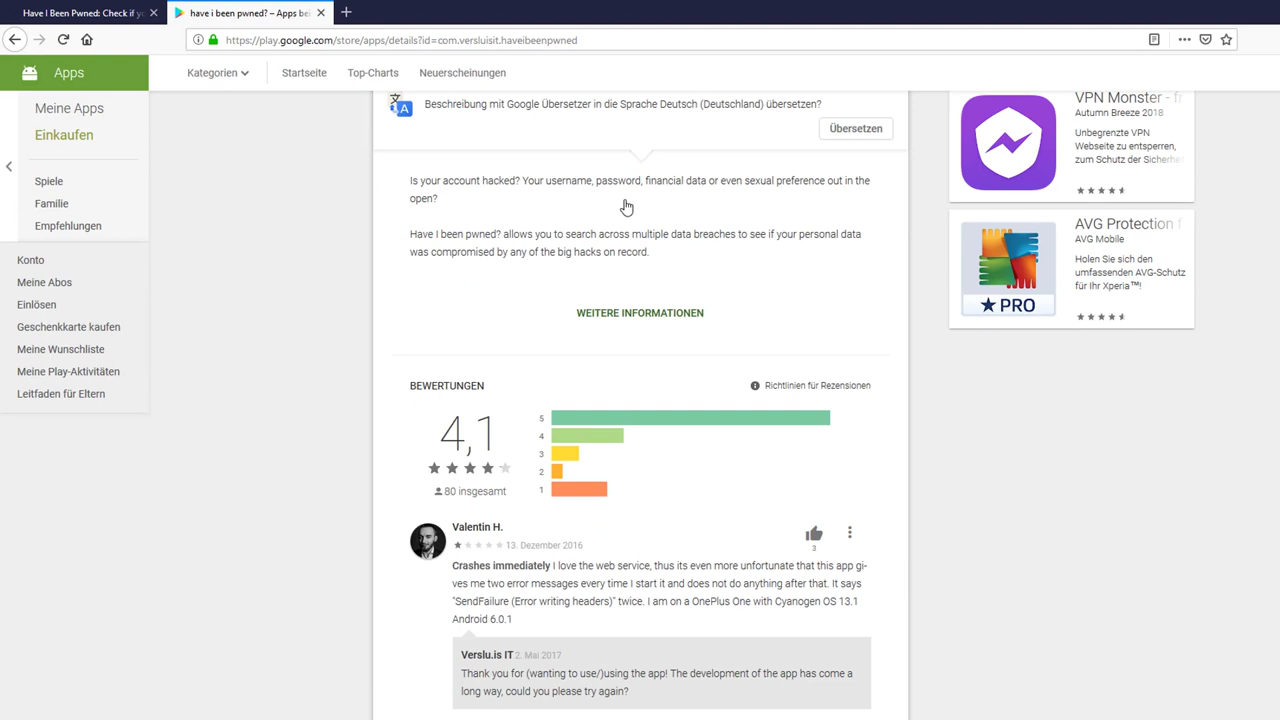 Have I Been Pwned: Check if yo
have i been pwned? – Apps bei
https://play.google.com/store/apps/details?id=com.versluisit.haveibeenpwned
Apps
Kategorien
Startseite
Top-Charts
Neuerscheinungen
Meine Apps
Einkaufen
Spiele
Familie
Empfehlungen
Konto
Meine Abos
Einlösen
Geschenkkarte kaufen
Meine Wunschliste
Meine Play-Aktivitäten
Leitfaden für Eltern
Beschreibung mit Google Übersetzer in die Sprache Deutsch (Deutschland) übersetzen?
Übersetzen
Is your account hacked? Your username, password, financial data or even sexual preference out in the
open?
Have I been pwned? allows you to search across multiple data breaches to see if your personal data
was compromised by any of the big hacks on record.
WEITERE INFORMATIONEN
BEWERTUNGEN
Richtlinien für Rezensionen
4,1
80 insgesamt
5
4
3
2
1
Valentin H.
13. Dezember 2016
3
Crashes immediately I love the web service, thus its even more unfortunate that this app gi-
ves me two error messages every time I start it and does not do anything after that. It says
"SendFailure (Error writing headers)" twice. I am on a OnePlus One with Cyanogen OS 13.1
Android 6.0.1
Verslu.is IT 2. Mai 2017
Thank you for (wanting to use/)using the app! The development of the app has come a
long way, could you please try again?
VPN Monster - fr
Autumn Breeze 2018
Unbegrenzte VPN
Webseite zu entsperren,
zum Schutz der Sicherhei
AVG Protection f
AVG Mobile
Holen Sie sich den
umfassenden AVG-Schutz
für Ihr Xperia™!
PRO